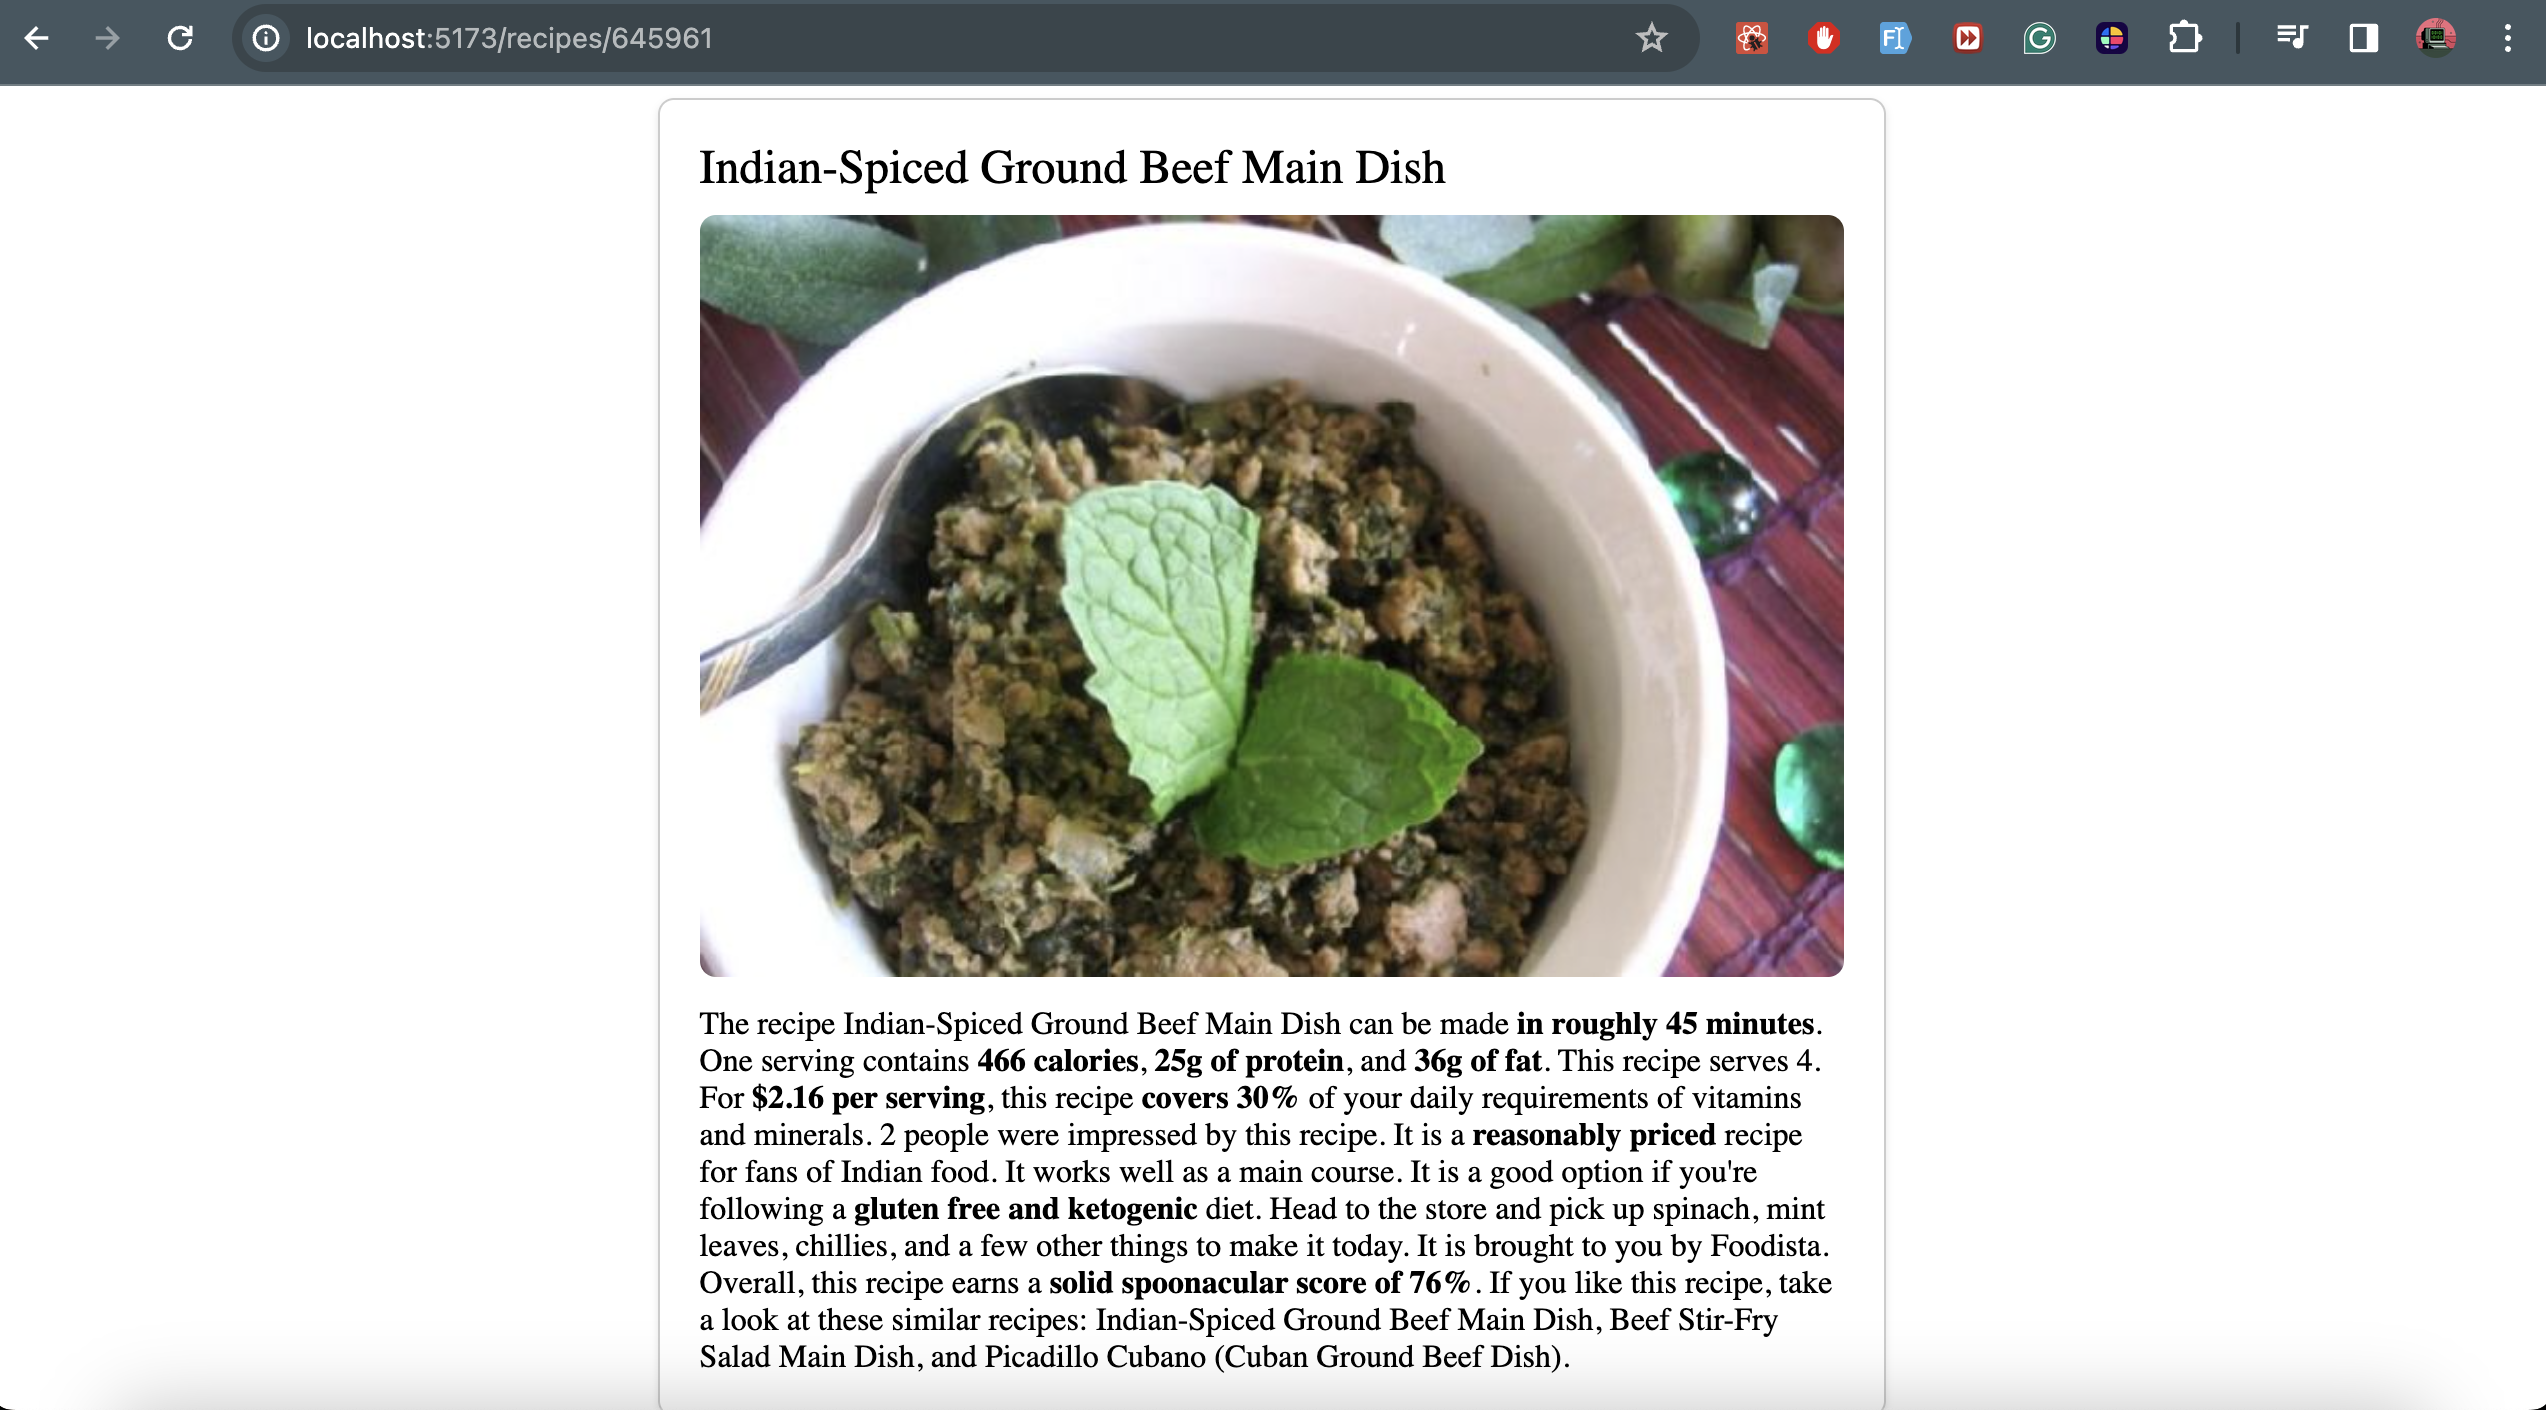 localhost:5173/recipes/645961
Indian-Spiced Ground Beef Main Dish
The recipe Indian-Spiced Ground Beef Main Dish can be made in roughly 45 minutes.
One serving contains 466 calories, 25g of protein, and 36g of fat. This recipe serves 4.
For $2.16 per serving, this recipe covers 30% of your daily requirements of vitamins
and minerals. 2 people were impressed by this recipe. It is a reasonably priced recipe
for fans of Indian food. It works well as a main course. It is a good option if you're
following a gluten free and ketogenic diet. Head to the store and pick up spinach, mint
leaves, chillies, and a few other things to make it today. It is brought to you by Foodista.
Overall, this recipe earns a solid spoonacular score of 76%. If you like this recipe, take
a look at these similar recipes: Indian-Spiced Ground Beef Main Dish, Beef Stir-Fry
Salad Main Dish, and Picadillo Cubano (Cuban Ground Beef Dish).